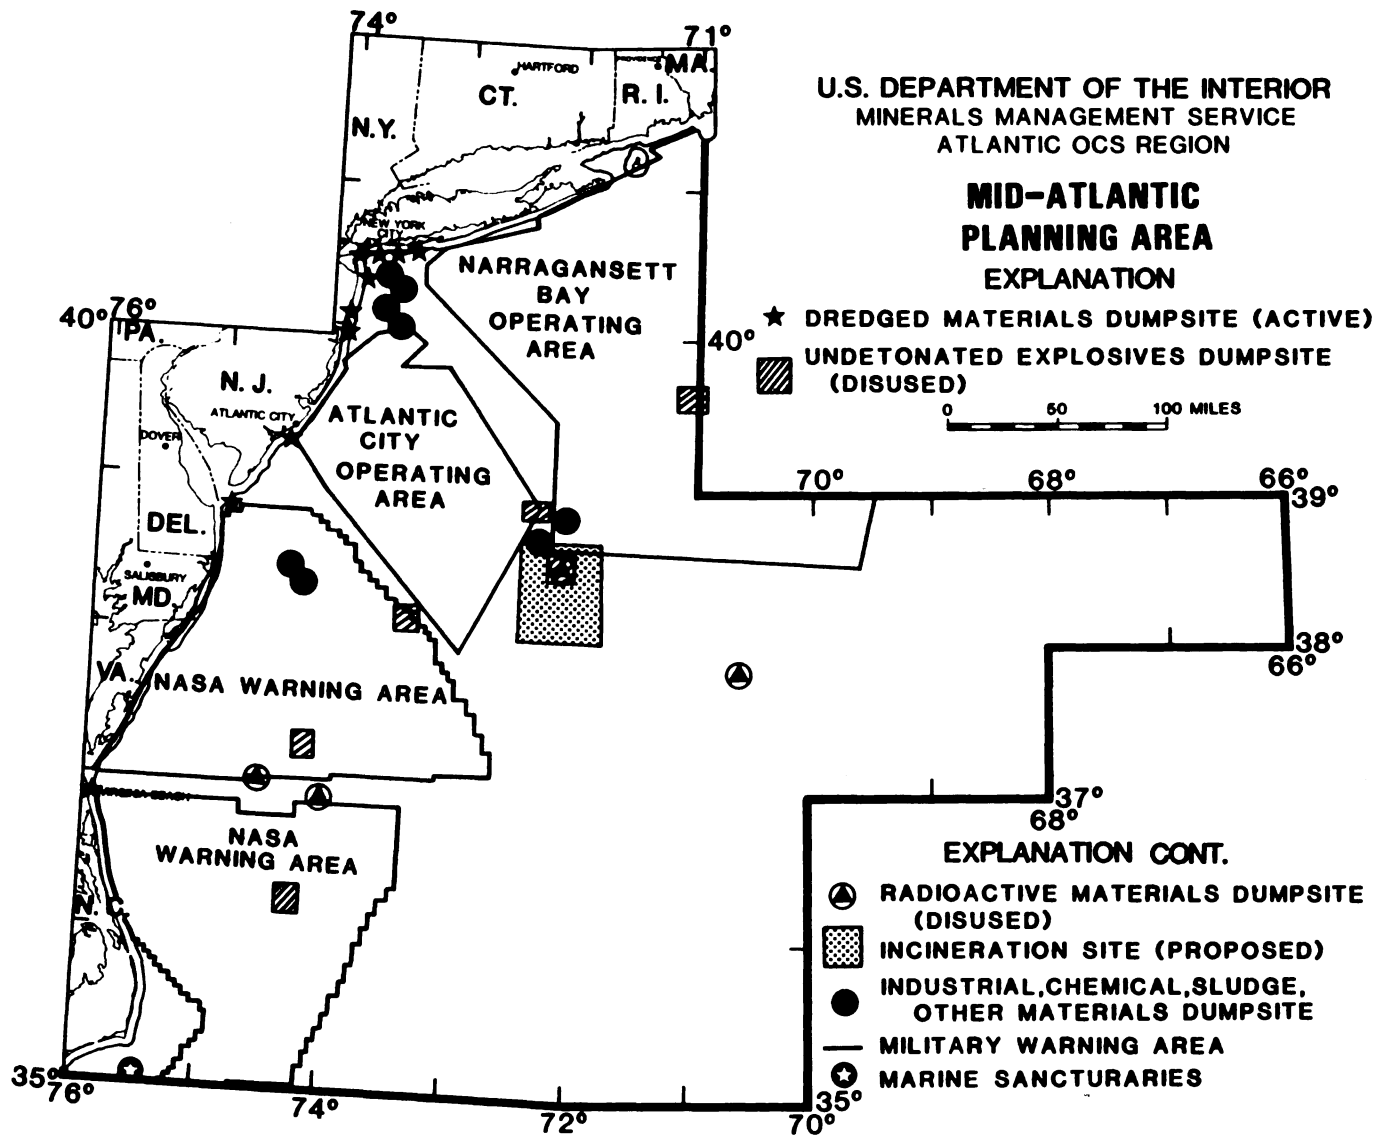 74°
71°
HARTFORD
PROVIDENCE
MA.
CT.
R. I.
N.Y.
NEW YORK
CITY
U.S. DEPARTMENT OF THE INTERIOR
MINERALS MANAGEMENT SERVICE
ATLANTIC OCS REGION
MID-ATLANTIC
PLANNING AREA
EXPLANATION
DREDGED MATERIALS DUMPSITE (ACTIVE)
UNDETONATED EXPLOSIVES DUMPSITE
(DISUSED)
0 50 100 MILES
NARRAGANSETT
BAY
OPERATING
AREA
40°
40°
76°
PA.
N. J.
ATLANTIC CITY
DOVER
ATLANTIC
CITY
OPERATING
AREA
70°
68°
66°
39°
DEL.
SALISBURY
MD.
38°
66°
VA.
NASA WARNING AREA
VIRGINIA BEACH
37°
68°
NASA
WARNING AREA
N.
C.
EXPLANATION CONT.
RADIOACTIVE MATERIALS DUMPSITE
(DISUSED)
INCINERATION SITE (PROPOSED)
INDUSTRIAL,CHEMICAL,SLUDGE,
OTHER MATERIALS DUMPSITE
MILITARY WARNING AREA
MARINE SANCTURARIES
35°
76°
74°
72°
70°
35°